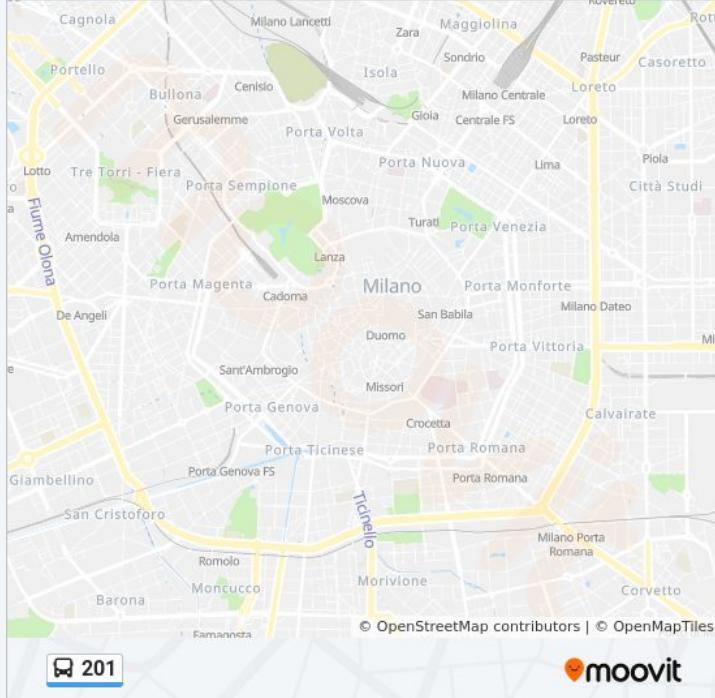 Rovereto
Cagnola
Milano Lancetti
Zara
Maggiolina
Rott
Portello
Sondrio
Pasteur
Casoretto
Isola
Bullona
Cenisio
Milano Centrale
Loreto
Gerusalemme
Gioia
Centrale FS
Loreto
Porta Volta
Lotto
Tre Torri - Fiera
Porta Nuova
Lima
Piola
Porta Sempione
Città Studi
Moscova
Fiume Olona
Turati
Porta Venezia
Amendola
Lanza
Porta Magenta
Milano
Porta Monforte
Cadorna
De Angeli
San Babila
Milano Dateo
Duomo
Mi
Porta Vittoria
Sant'Ambrogio
Missori
Porta Genova
Crocetta
Calvairate
Porta Ticinese
Porta Romana
Giambellino
Porta Genova FS
Porta Romana
San Cristoforo
Ticinello
Milano Porta
Romana
Romolo
Morivione
Moncucco
Corvetto
Barona
Famagosta
© OpenStreetMap contributors | © OpenMapTiles
201
moovit